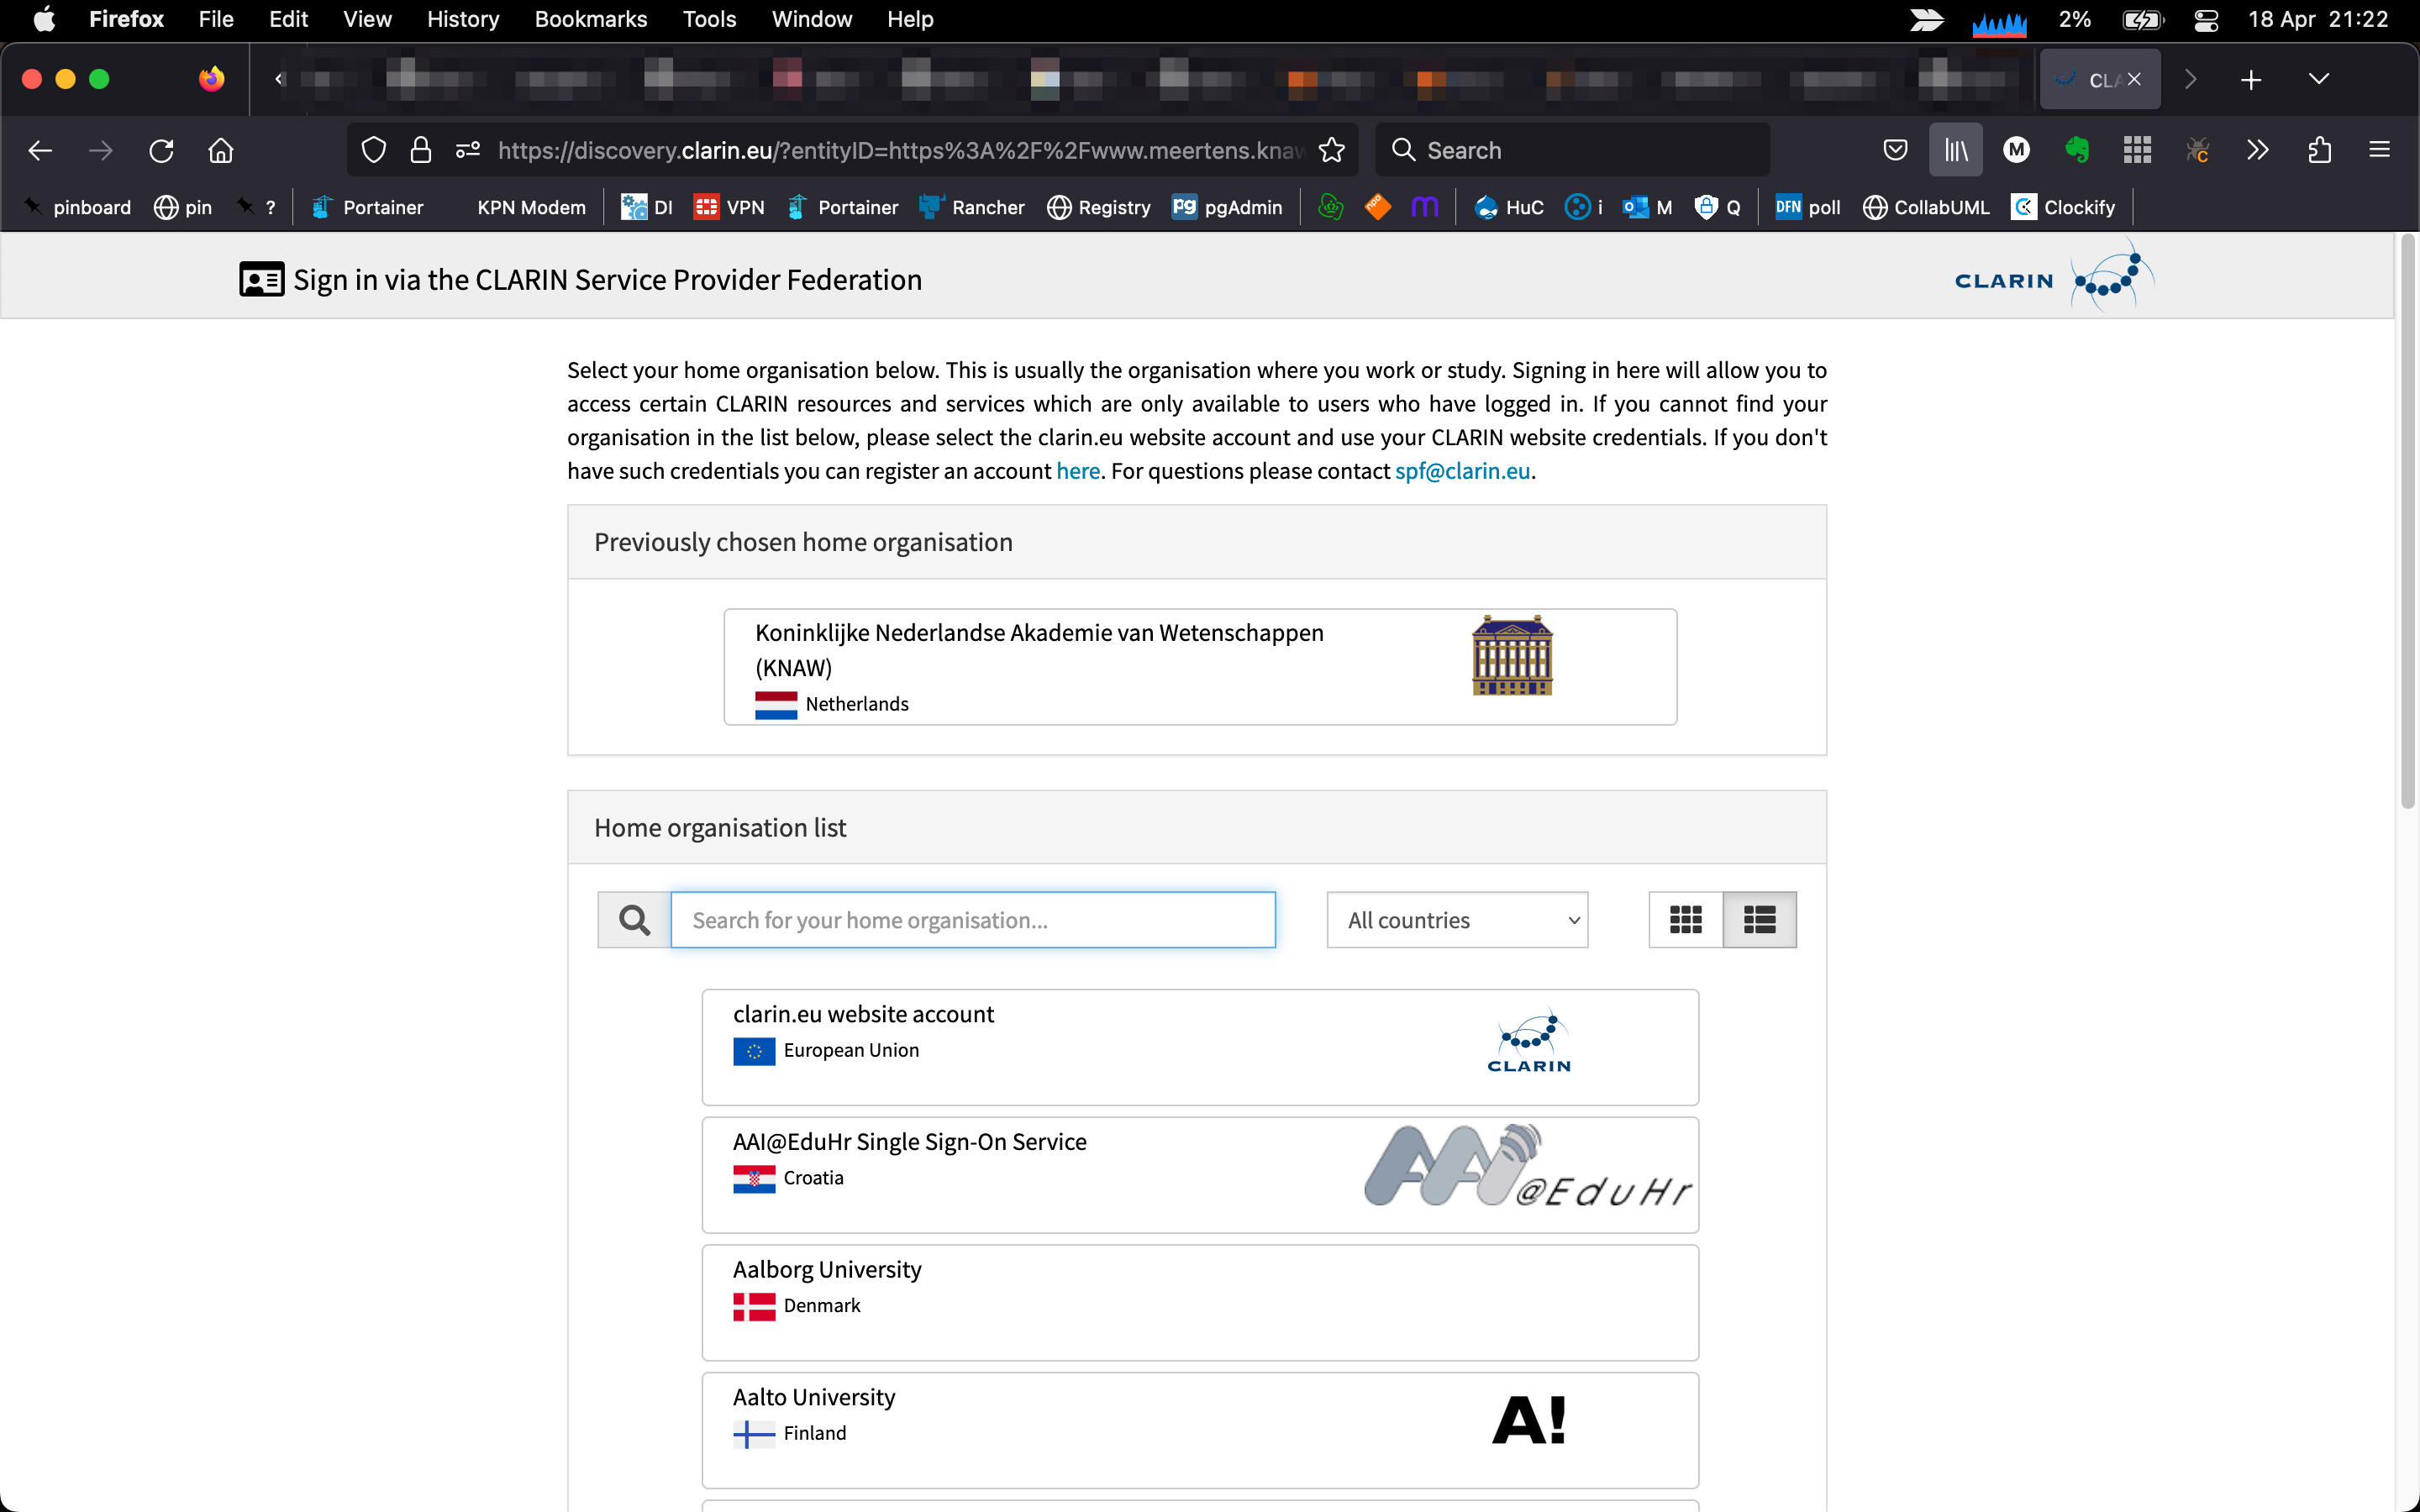 Firefox File Edit View History Bookmarks Tools Window Help 2% 18 Apr 21:22
CLA
https://discovery.clarin.eu/?entityID=https%3A%2F%2Fwww.meertens.knaw Search
pinboard pin ? Portainer KPN Modem DI VPN Portainer Rancher Registry pgAdmin HuC i M Q DFN poll CollabUML Clockify
Sign in via the CLARIN Service Provider Federation CLARIN
Select your home organisation below. This is usually the organisation where you work or study. Signing in here will allow you to
access certain CLARIN resources and services which are only available to users who have logged in. If you cannot find your
organisation in the list below, please select the clarin.eu website account and use your CLARIN website credentials. If you don't
have such credentials you can register an account here. For questions please contact spf@clarin.eu.
Previously chosen home organisation
Koninklijke Nederlandse Akademie van Wetenschappen
(KNAW)
Netherlands
Home organisation list
Search for your home organisation... All countries
clarin.eu website account
European Union
CLARIN
AAI@EduHr Single Sign-On Service
Croatia
AAI@EduHr
Aalborg University
Denmark
Aalto University
Finland
A!